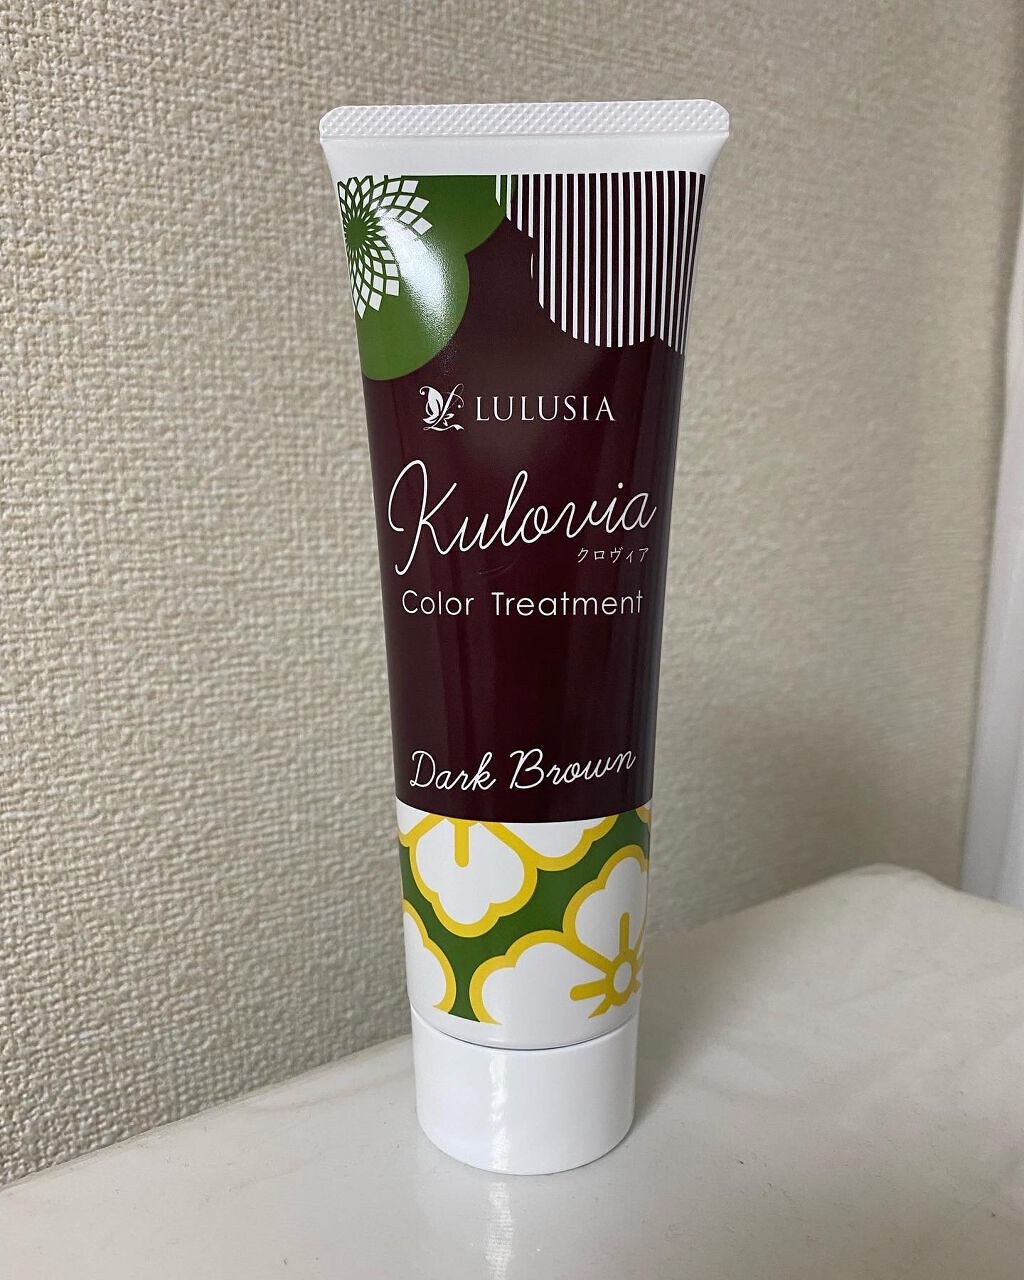 LULUSIA
Kulovia
クロヴィア
Color Treatment
Dark Brown